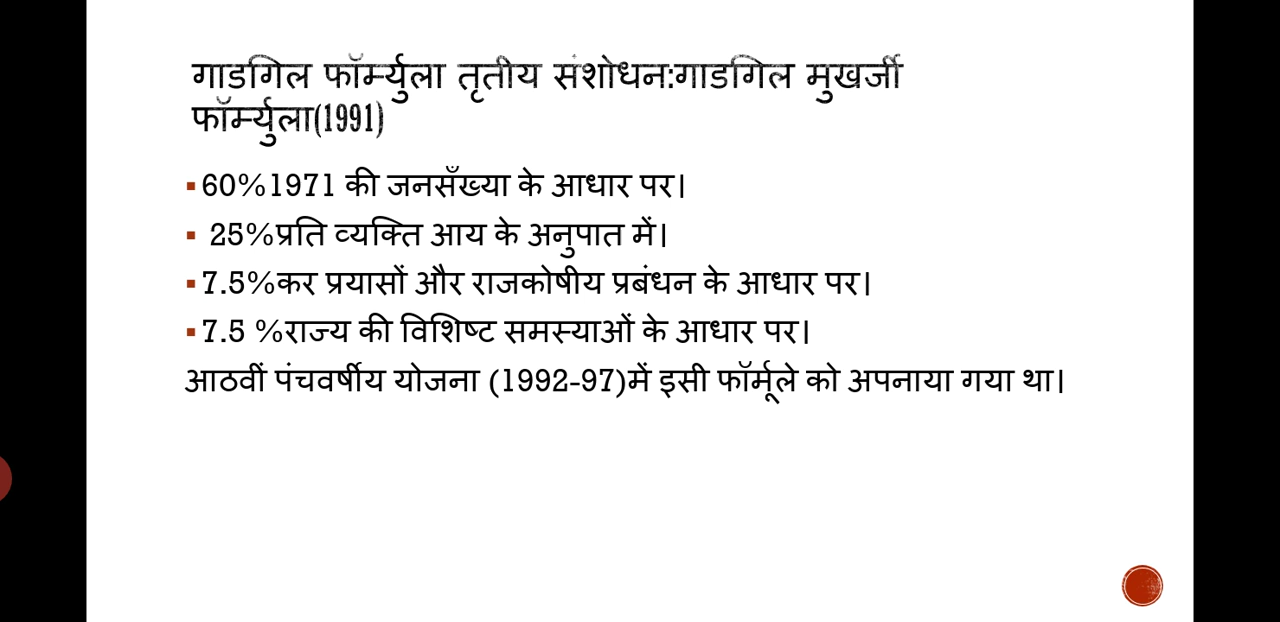 गाडगिल फॉर्म्युला तृतीय संशोधन:गाडगिल मुखर्जी
फॉर्म्युला(1991)
60%1971 की जनसँख्या के आधार पर।
25%प्रति व्यक्ति आय के अनुपात में।
7.5%कर प्रयासों और राजकोषीय प्रबंधन के आधार पर।
7.5 %राज्य की विशिष्ट समस्याओं के आधार पर।
आठवीं पंचवर्षीय योजना (1992-97)में इसी फॉर्मूले को अपनाया गया था।